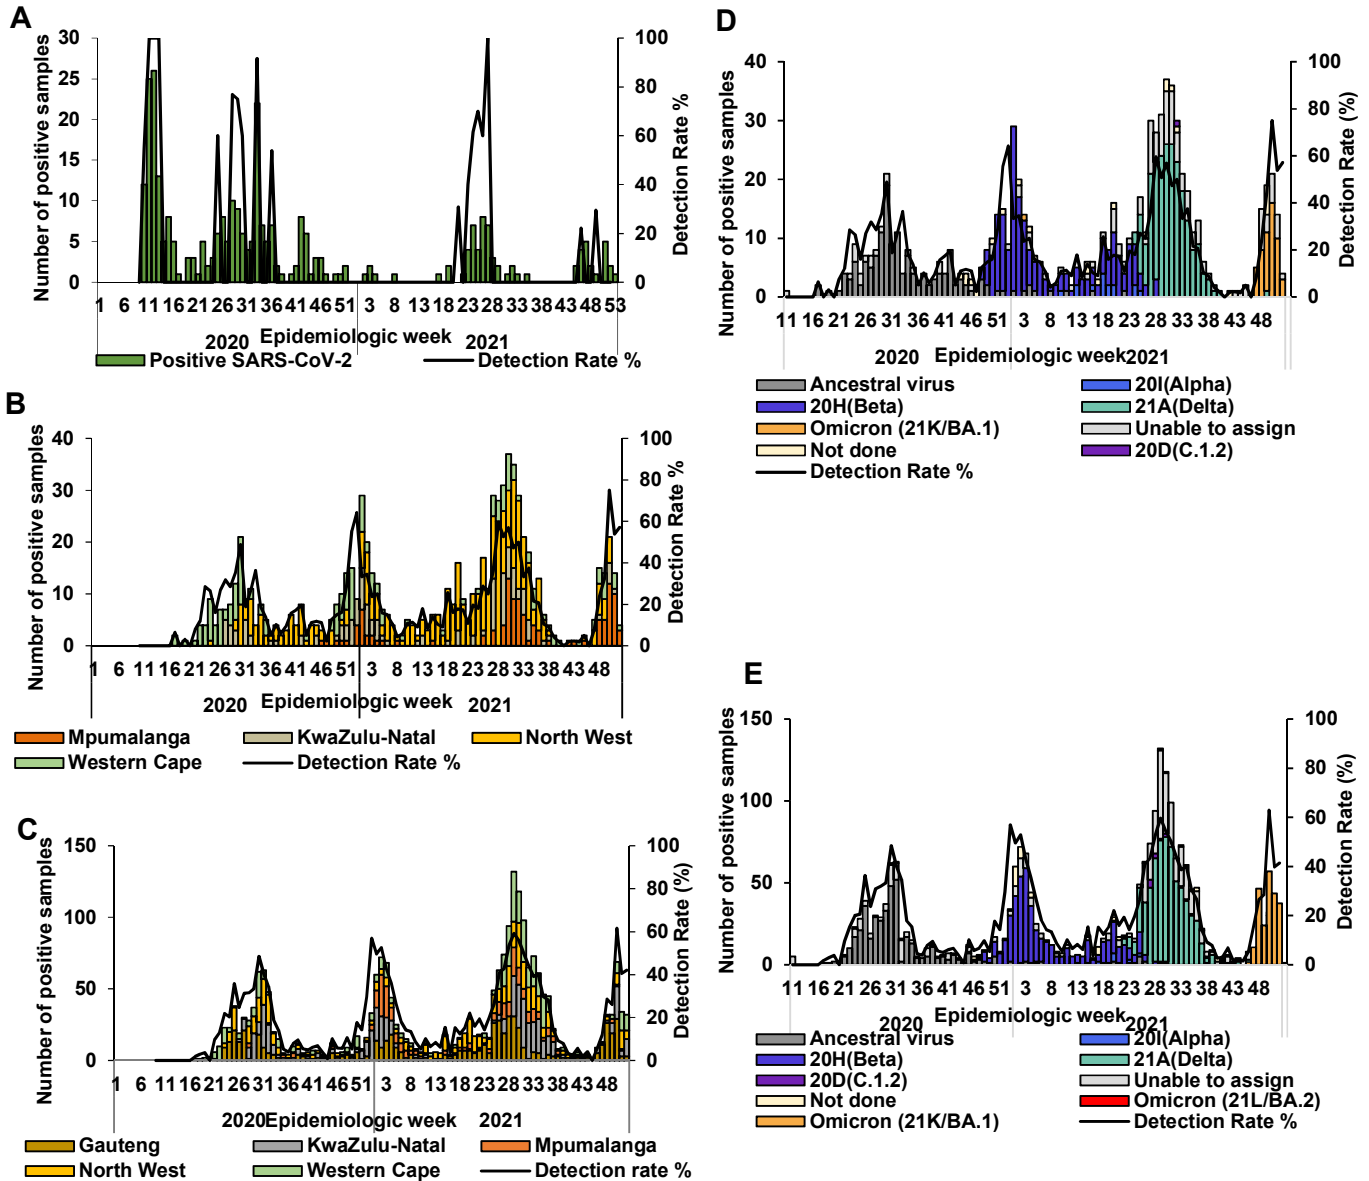 A
Number of positive samples
30
25
20
15
10
5
0
100
80
60
40
20
0
Detection Rate %
1 6 11 16 21 26 31 36 41 46 51 3 8 13 18 23 28 33 38 43 48 53
2020 Epidemiologic week 2021
Positive SARS-CoV-2 Detection Rate %
B
Number of positive samples
40
30
20
10
0
100
80
60
40
20
0
Detection Rate %
1 6 11 16 21 26 31 36 41 46 51 3 8 13 18 23 28 33 38 43 48
2020 Epidemiologic week 2021
Mpumalanga KwaZulu-Natal North West
Western Cape Detection Rate %
C
Number of positive samples
150
100
50
0
100
80
60
40
20
0
Detection Rate (%)
1 6 11 16 21 26 31 36 41 46 51 3 8 13 18 23 28 33 38 43 48
2020 Epidemiologic week 2021
Gauteng KwaZulu-Natal Mpumalanga
North West Western Cape Detection rate %
D
Number of positive samples
40
30
20
10
0
100
80
60
40
20
0
Detection Rate (%)
11 16 21 26 31 36 41 46 51 3 8 13 18 23 28 33 38 43 48
2020 Epidemiologic week 2021
Ancestral virus 20I(Alpha)
20H(Beta) 21A(Delta)
Omicron (21K/BA.1) Unable to assign
Not done 20D(C.1.2)
Detection Rate %
E
Number of positive samples
150
100
50
0
100
80
60
40
20
0
Detection Rate (%)
11 16 21 26 31 36 41 46 51 3 8 13 18 23 28 33 38 43 48
2020 Epidemiologic week 2021
Ancestral virus 20I(Alpha)
20H(Beta) 21A(Delta)
20D(C.1.2) Unable to assign
Not done Omicron (21L/BA.2)
Omicron (21K/BA.1) Detection Rate %